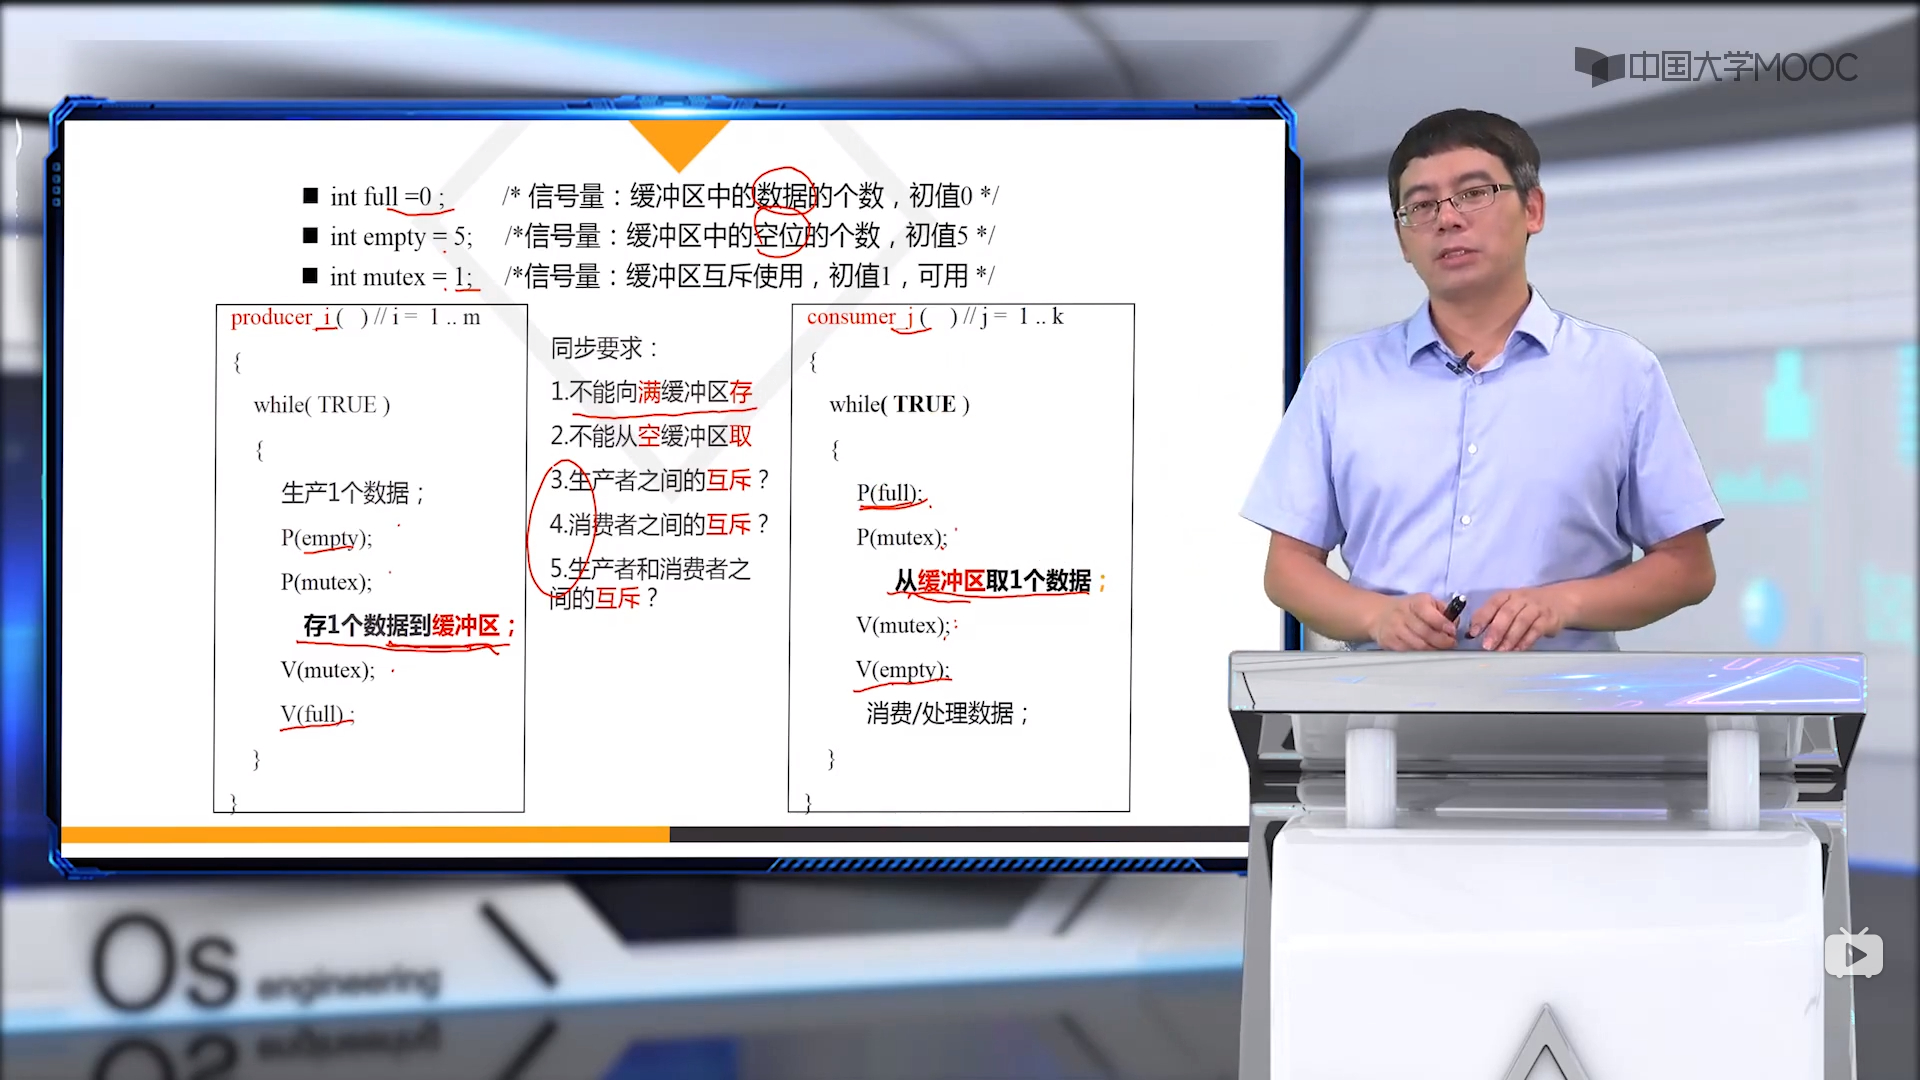 中国大学MOOC
■ int full =0 ; /* 信号量：缓冲区中的数据的个数，初值0 */
■ int empty = 5; /*信号量：缓冲区中的空位的个数，初值5 */
■ int mutex = 1; /*信号量：缓冲区互斥使用，初值1，可用 */
producer_i ( ) // i = 1 .. m
{
while( TRUE )
{
生产1个数据；
P(empty);
P(mutex);
存1个数据到缓冲区；
V(mutex);
V(full) ;
}
}
同步要求：
1.不能向满缓冲区存
2.不能从空缓冲区取
3.生产者之间的互斥？
4.消费者之间的互斥？
5.生产者和消费者之
间的互斥？
consumer_j ( ) // j = 1 .. k
{
while( TRUE )
{
P(full);
P(mutex);
从缓冲区取1个数据；
V(mutex);
V(empty);
消费/处理数据；
}
}
Os engineering